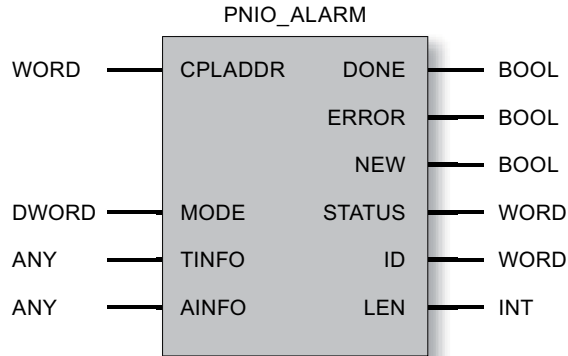 PNIO_ALARM
WORD CPLADDR DONE BOOL
ERROR BOOL
NEW BOOL
DWORD MODE STATUS WORD
ANY TINFO ID WORD
ANY AINFO LEN INT